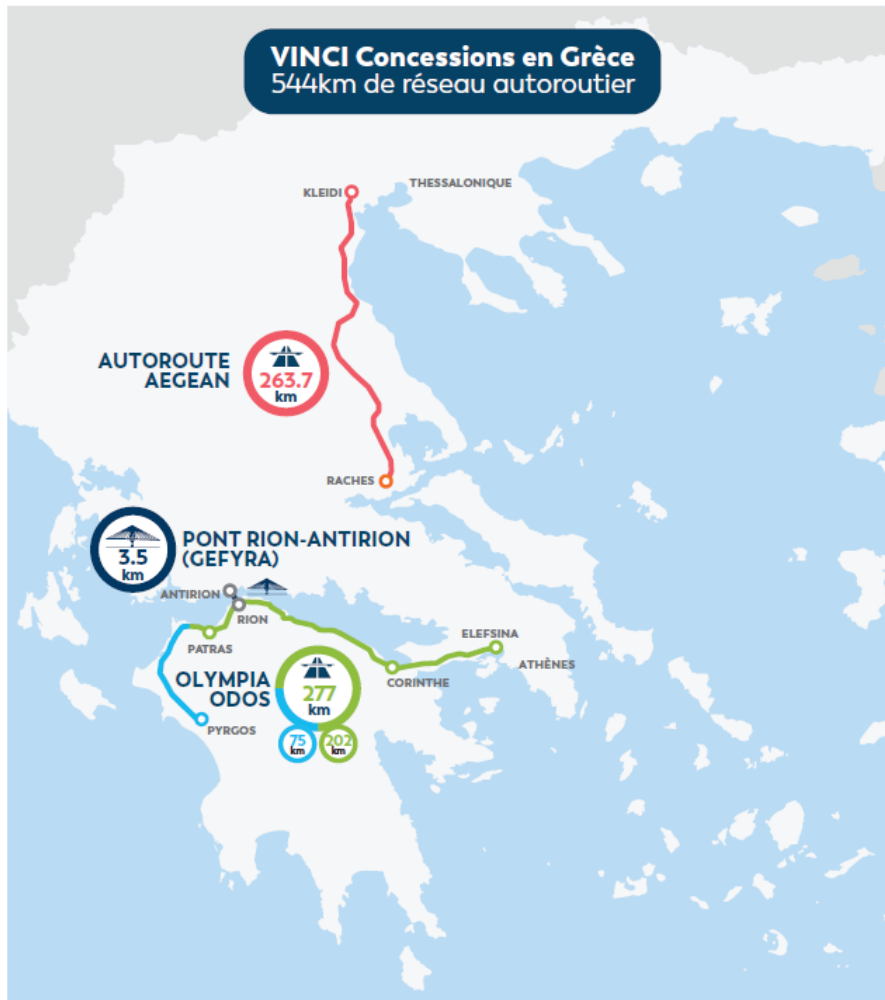 VINCI Concessions en Grèce
544km de réseau autoroutier
KLEIDI
THESSALONIQUE
AUTOROUTE
AEGEAN
263.7
km
RACHES
PONT RION-ANTIRION
(GEFYRA)
3.5
km
ANTIRION
RION
PATRAS
ELEFSINA
ATHÈNES
CORINTHE
OLYMPIA
ODOS
277
km
PYRGOS
75
km
202
km